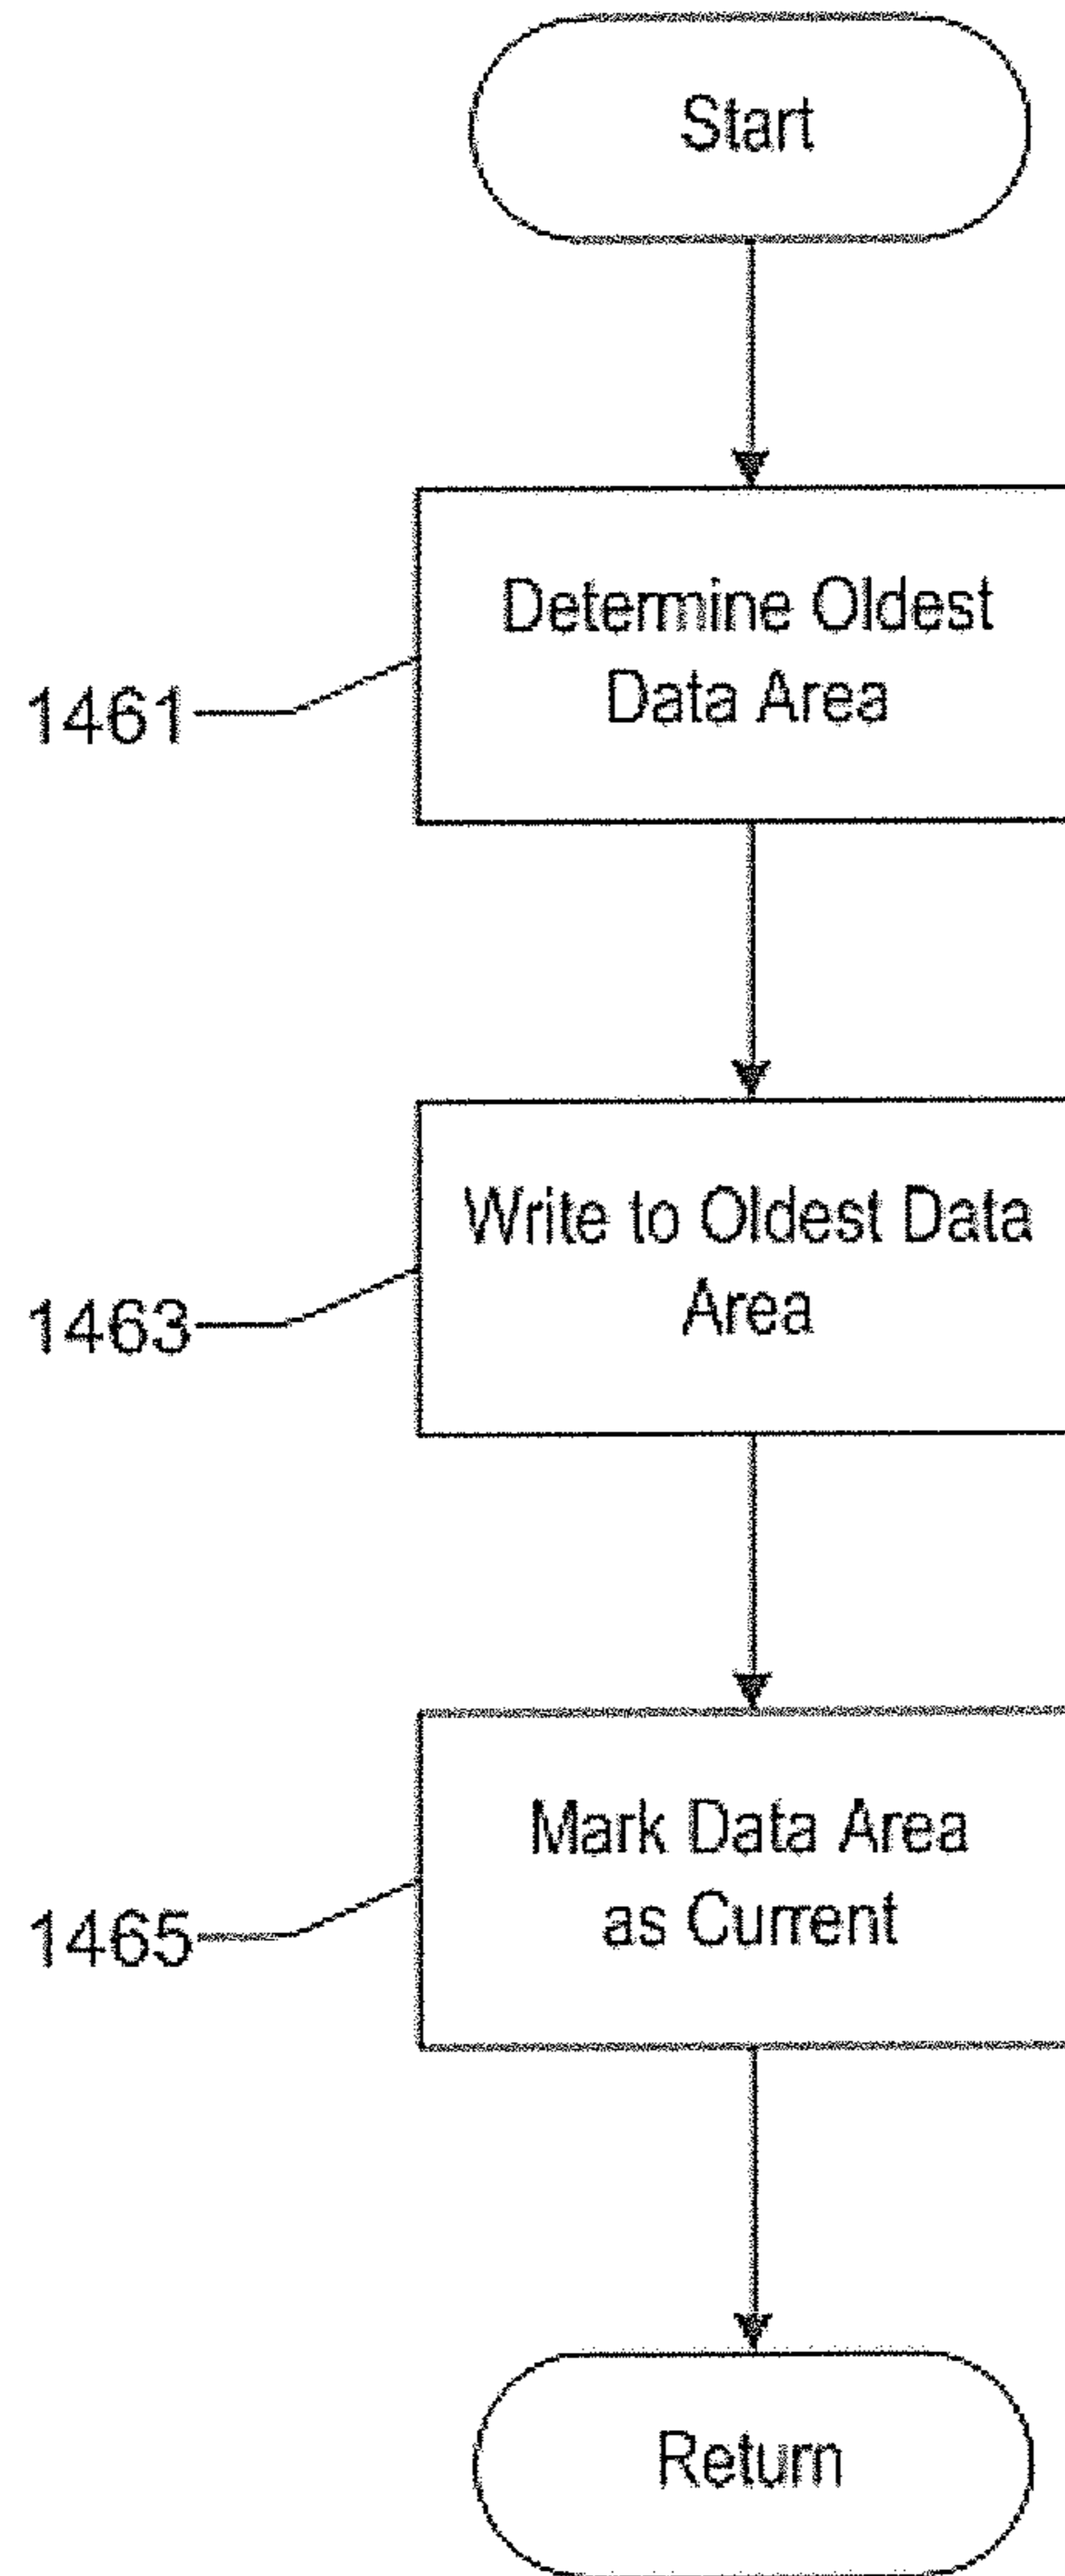 Start
Determine Oldest
Data Area
1461
Write to Oldest Data
Area
1463
Mark Data Area
as Current
1465
Return